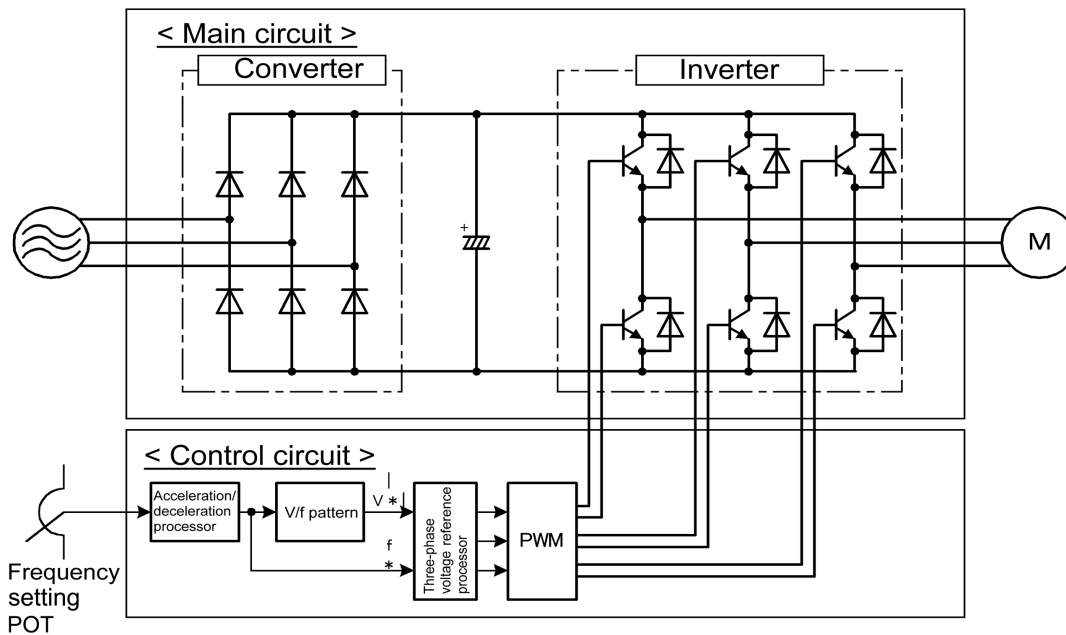 < Main circuit >
Converter
Inverter
+
M
< Control circuit >
Acceleration/
deceleration
processor
V/f pattern
V *
f
*
Three-phase
voltage reference
processor
PWM
Frequency
setting
POT